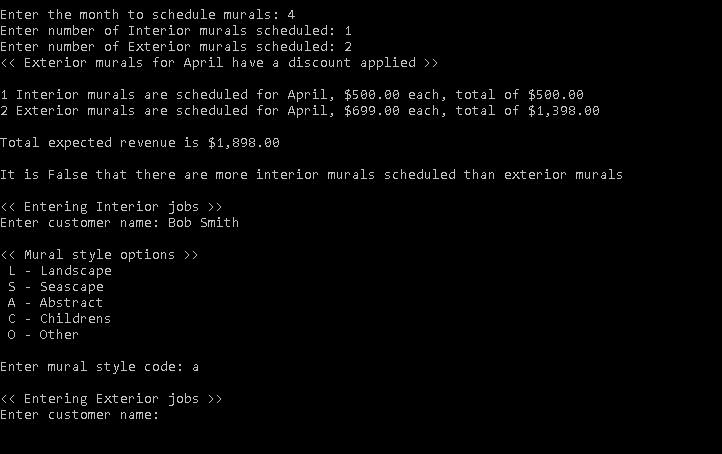 Enter the month to schedule murals: 4
Enter number of Interior murals scheduled: 1
Enter number of Exterior murals scheduled: 2
<< Exterior murals for April have a discount applied >>
1 Interior murals are scheduled for April, $500.00 each, total of $500.00
2 Exterior murals are scheduled for April, $699.00 each, total of $1,398.00
Total expected revenue is $1,898.00
It is False that there are more interior murals scheduled than exterior murals
<< Entering Interior jobs >>
Enter customer name: Bob Smith
<< Mural style options >>
L - Landscape
S - Seascape
A - Abstract
C - Childrens
O - Other
Enter mural style code: a
<< Entering Exterior jobs >>
Enter customer name: